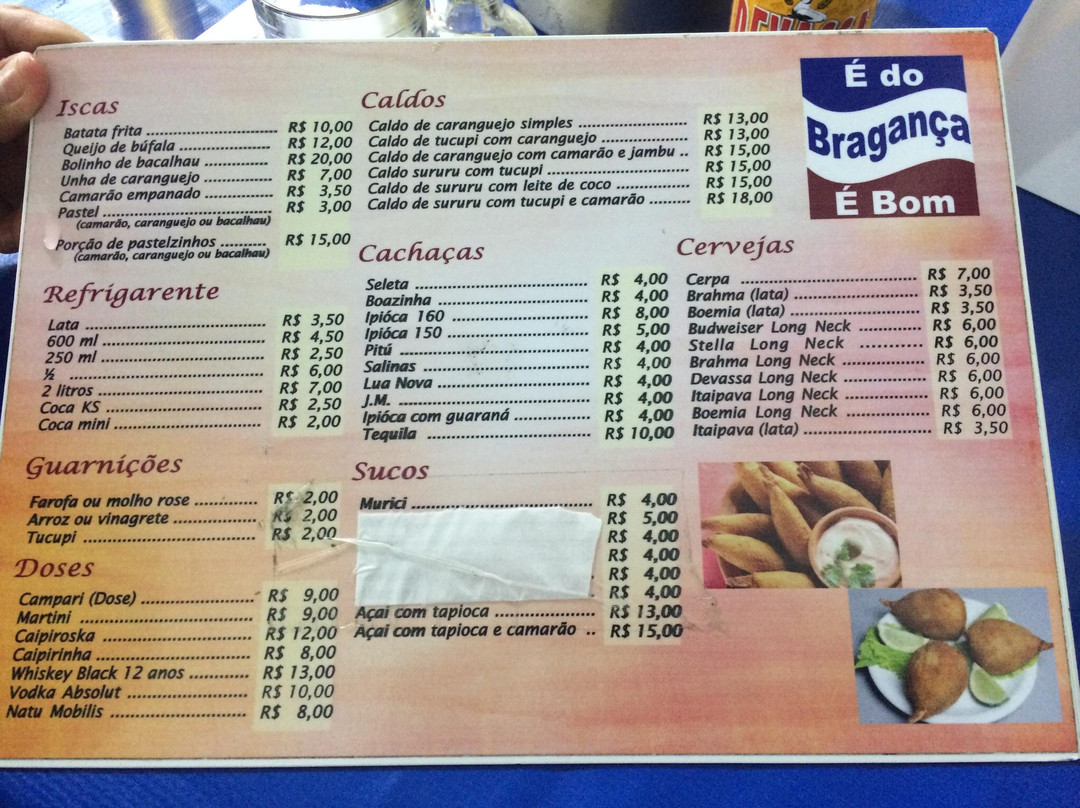 É do
Bragança
É Bom
Iscas
Batata frita R$ 10,00
Queijo de búfala R$ 12,00
Bolinho de bacalhau R$ 20,00
Unha de caranguejo R$ 7,00
Camarão empanado R$ 3,50
Pastel R$ 3,00
(camarão, caranguejo ou bacalhau)
Porção de pastelzinhos R$ 15,00
(camarão, caranguejo ou bacalhau)
Refrigarente
Lata R$ 3,50
600 ml R$ 4,50
250 ml R$ 2,50
½ R$ 6,00
2 litros R$ 7,00
Coca KS R$ 2,50
Coca mini R$ 2,00
Guarnições
Farofa ou molho rose R$ 2,00
Arroz ou vinagrete R$ 2,00
Tucupi R$ 2,00
Doses
Campari (Dose) R$ 9,00
Martini R$ 9,00
Caipiroska R$ 12,00
Caipirinha R$ 8,00
Whiskey Black 12 anos R$ 13,00
Vodka Absolut R$ 10,00
Natu Mobilis R$ 8,00
Caldos
Caldo de caranguejo simples R$ 13,00
Caldo de tucupi com caranguejo R$ 13,00
Caldo de caranguejo com camarão e jambu R$ 15,00
Caldo sururu com tucupi R$ 15,00
Caldo de sururu com leite de coco R$ 15,00
Caldo de sururu com tucupi e camarão R$ 18,00
Cachaças
Seleta R$ 4,00
Boazinha R$ 4,00
Ipióca 160 R$ 8,00
Ipióca 150 R$ 5,00
Pitú R$ 4,00
Salinas R$ 4,00
Lua Nova R$ 4,00
J.M. R$ 4,00
Ipióca com guaraná R$ 4,00
Tequila R$ 10,00
Sucos
Murici R$ 4,00
R$ 5,00
R$ 4,00
R$ 4,00
R$ 4,00
R$ 4,00
Açai com tapioca R$ 13,00
Açai com tapioca e camarão R$ 15,00
Cervejas
Cerpa R$ 7,00
Brahma (lata) R$ 3,50
Boemia (lata) R$ 3,50
Budweiser Long Neck R$ 6,00
Stella Long Neck R$ 6,00
Brahma Long Neck R$ 6,00
Devassa Long Neck R$ 6,00
Itaipava Long Neck R$ 6,00
Boemia Long Neck R$ 6,00
Itaipava (lata) R$ 3,50